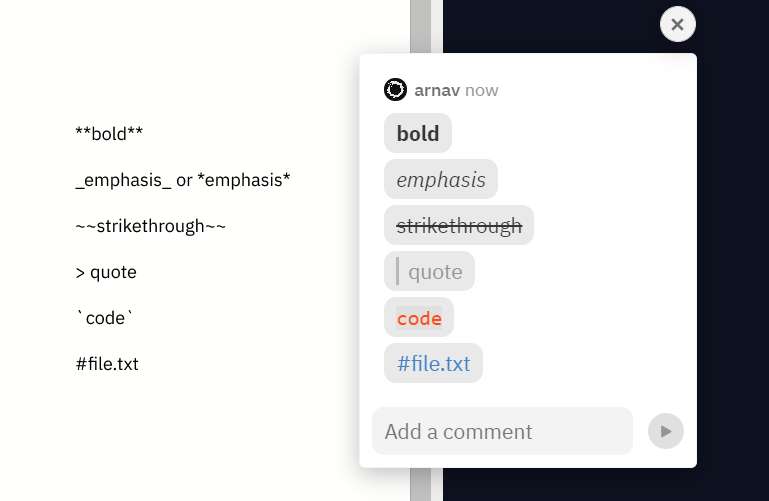 **bold**
_emphasis_ or *emphasis*
~~strikethrough~~
> quote
`code`
#file.txt
arnav now
bold
emphasis
strikethrough
quote
code
#file.txt
Add a comment